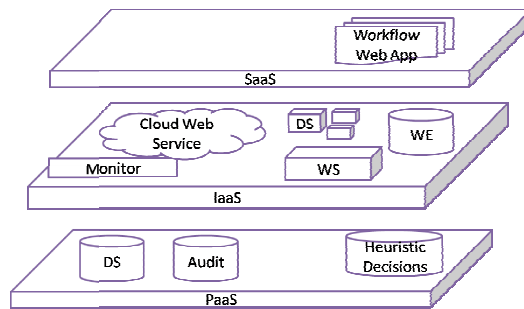 Workflow
Web App
SaaS
Cloud Web
Service
DS
WE
Monitor
WS
IaaS
DS
Audit
Heuristic
Decisions
PaaS